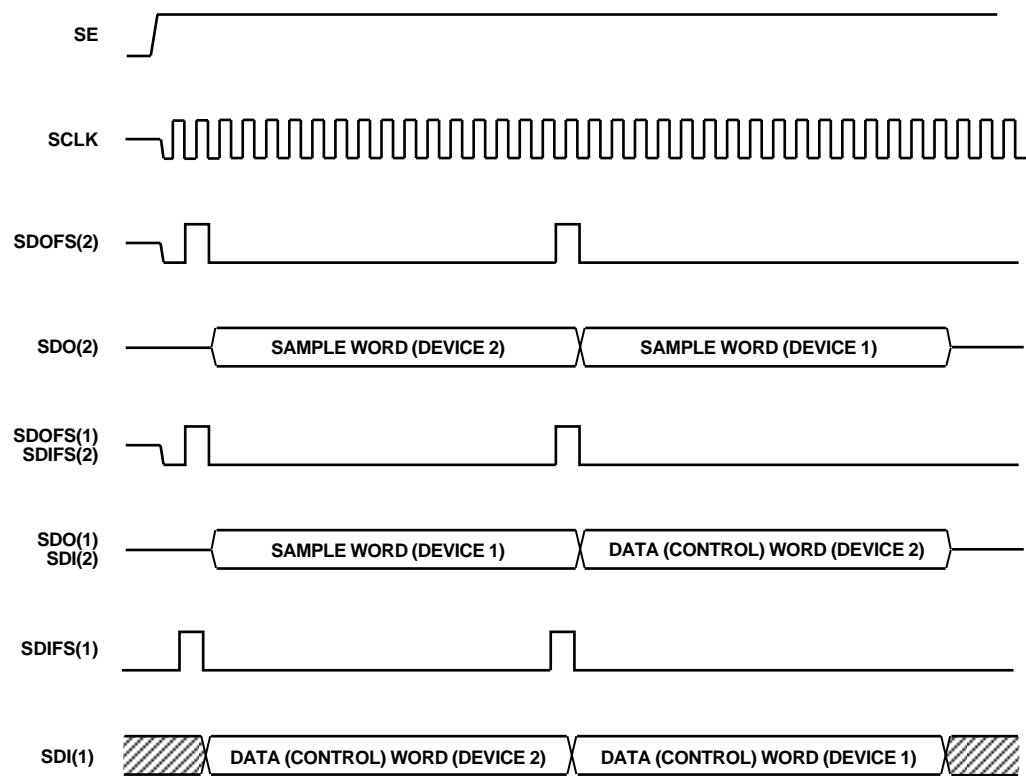 SE
SCLK
SDOFS(2)
SDO(2)
SAMPLE WORD (DEVICE 2)
SAMPLE WORD (DEVICE 1)
SDOFS(1)
SDIFS(2)
SDO(1)
SDI(2)
SAMPLE WORD (DEVICE 1)
DATA (CONTROL) WORD (DEVICE 2)
SDIFS(1)
SDI(1)
DATA (CONTROL) WORD (DEVICE 2)
DATA (CONTROL) WORD (DEVICE 1)